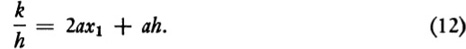 k/h = 2ax₁ + ah. (12)